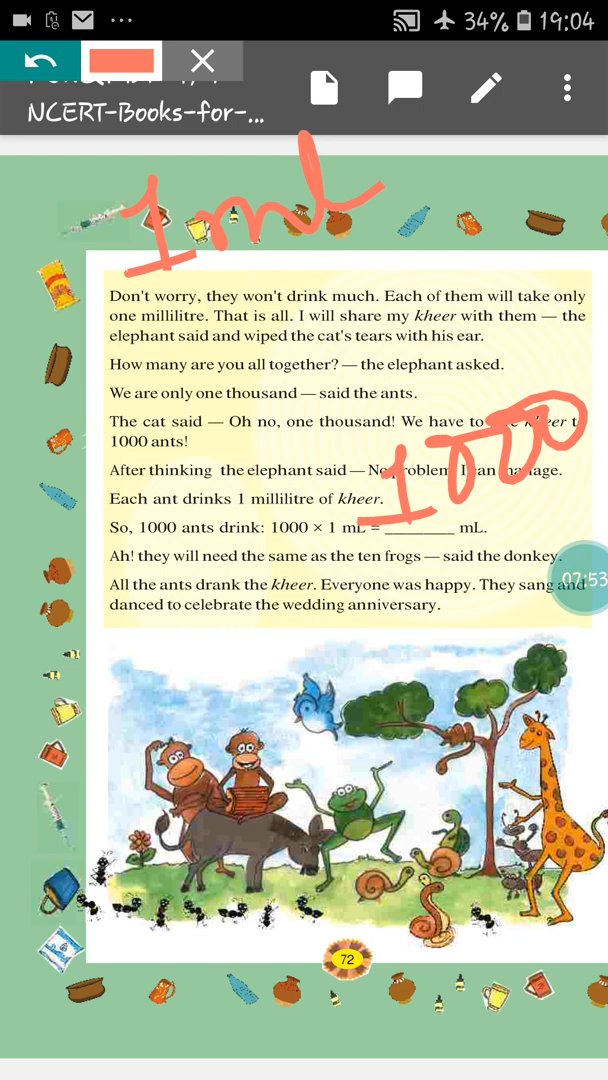 34% 19:04
NCERT-Books-for-...
1ml
Don't worry, they won't drink much. Each of them will take only
one millilitre. That is all. I will share my kheer with them — the
elephant said and wiped the cat's tears with his ear.
How many are you all together? — the elephant asked.
We are only one thousand — said the ants.
The cat said — Oh no, one thousand! We have to kheer t
1000 ants!
1000
After thinking the elephant said — No problem, I can manage.
Each ant drinks 1 millilitre of kheer.
So, 1000 ants drink: 1000 × 1 mL = ________ mL.
Ah! they will need the same as the ten frogs — said the donkey.
07:53
All the ants drank the kheer. Everyone was happy. They sang and
danced to celebrate the wedding anniversary.
72